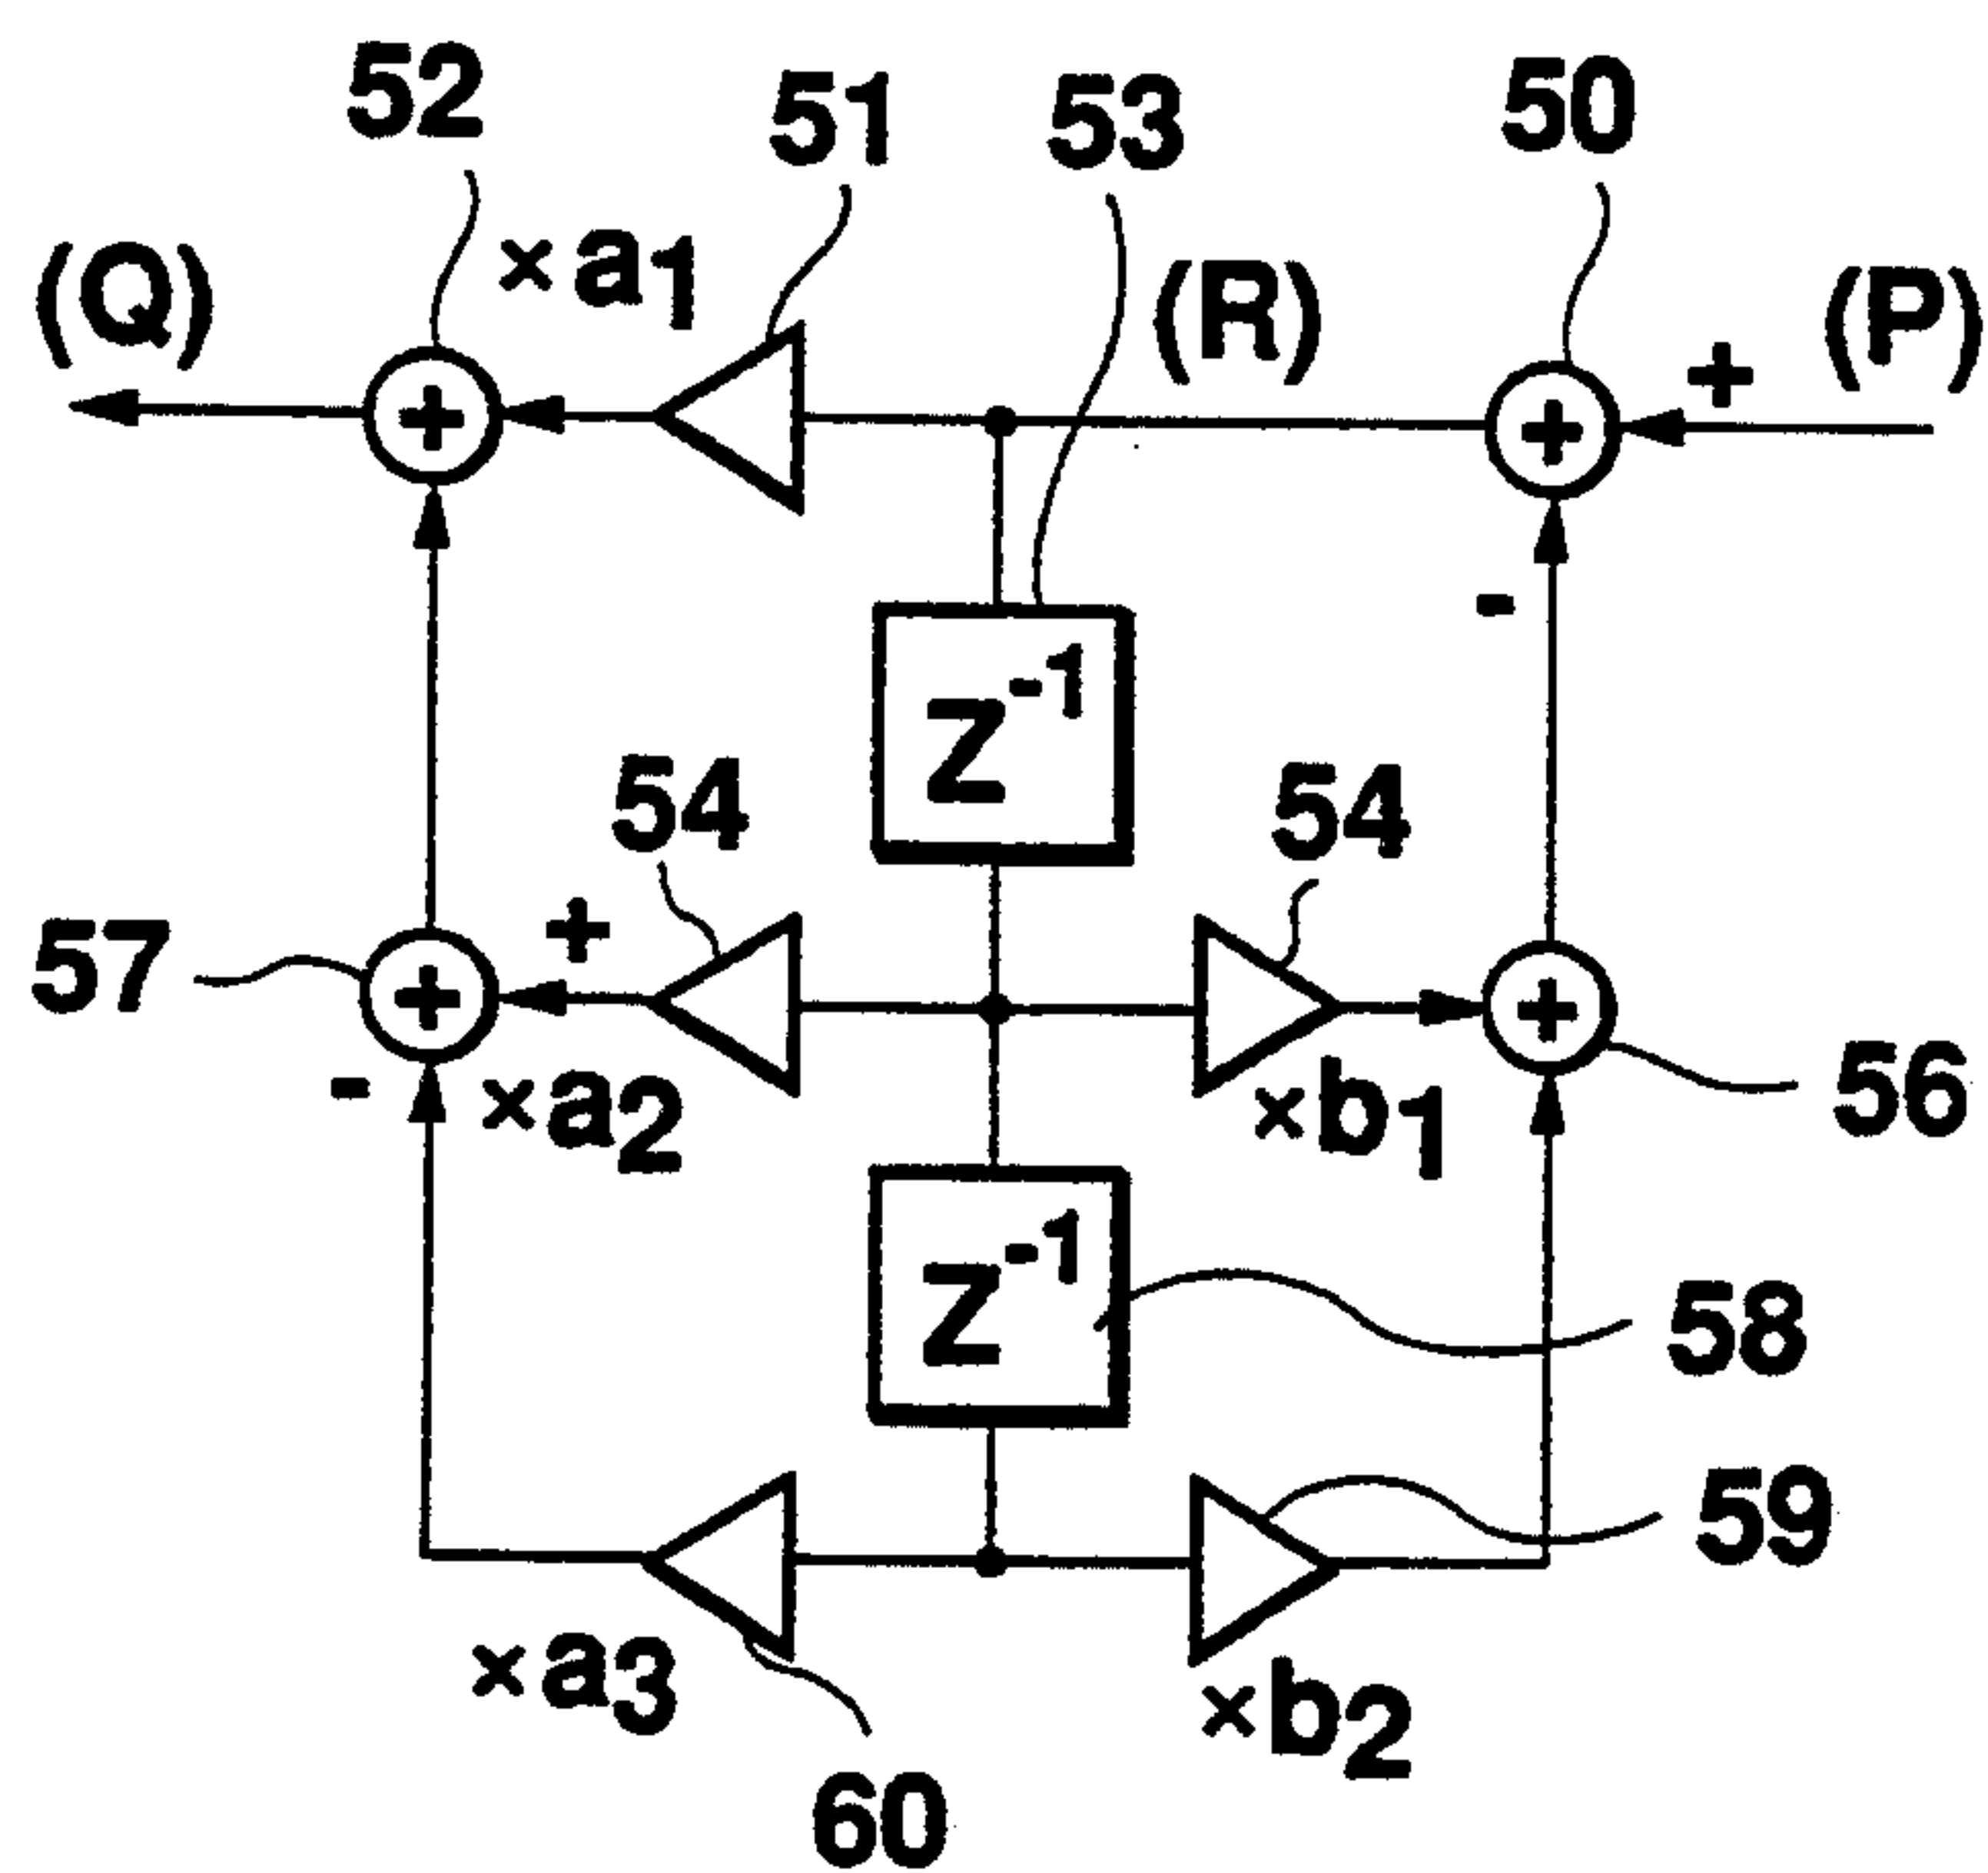 52 51 53 50
(Q) ×a1 (R) + (P)
+ +
-
Z-1
54 54
57 + + +
- ×a2 ×b1 56
Z-1
58
59
×a3 ×b2
60